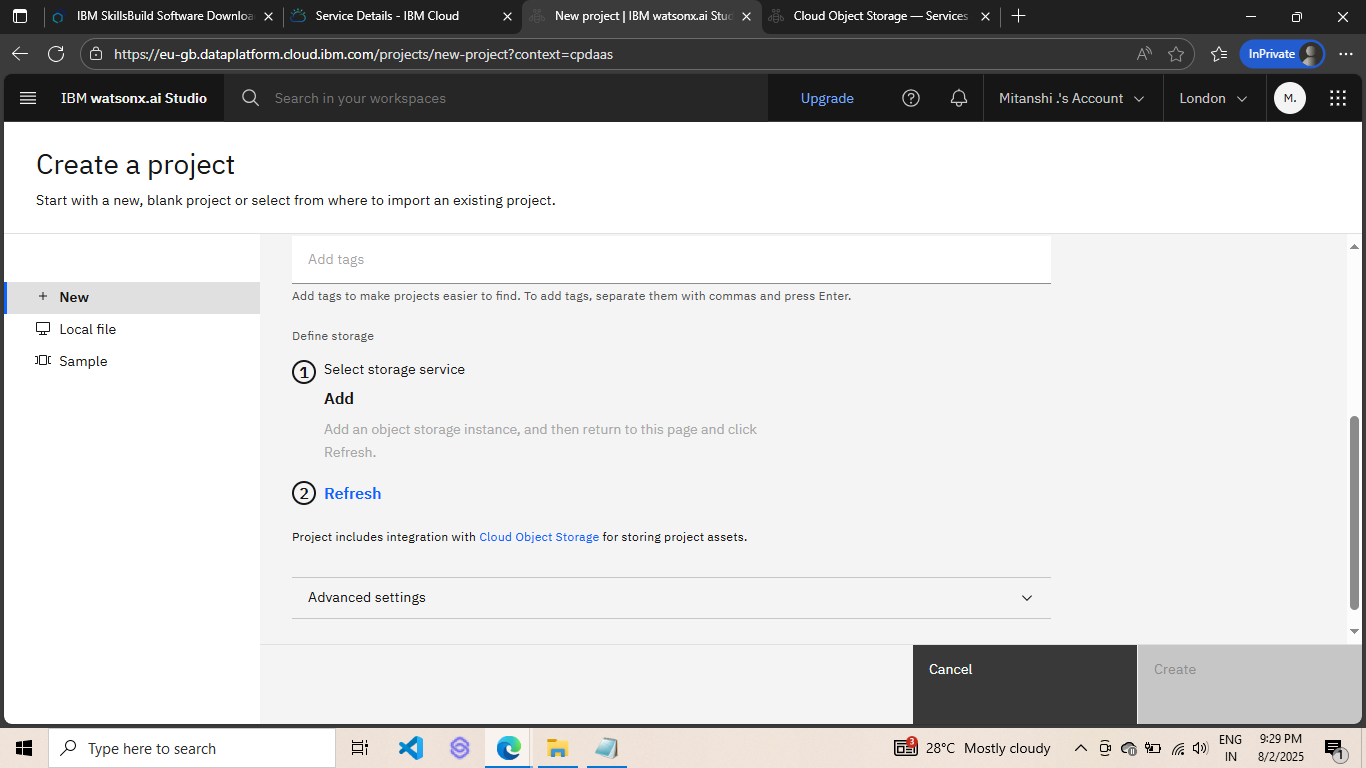 IBM SkillsBuild Software Downloa
Service Details - IBM Cloud
New project | IBM watsonx.ai Stud
Cloud Object Storage — Services
https://eu-gb.dataplatform.cloud.ibm.com/projects/new-project?context=cpdaas
InPrivate
IBM watsonx.ai Studio
Search in your workspaces
Upgrade
Mitanshi .'s Account
London
M.
Create a project
Start with a new, blank project or select from where to import an existing project.
New
Local file
Sample
Add tags
Add tags to make projects easier to find. To add tags, separate them with commas and press Enter.
Define storage
1 Select storage service
Add
Add an object storage instance, and then return to this page and click
Refresh.
2 Refresh
Project includes integration with Cloud Object Storage for storing project assets.
Advanced settings
Cancel
Create
Type here to search
3
28°C Mostly cloudy
ENG
IN
9:29 PM
8/2/2025
1